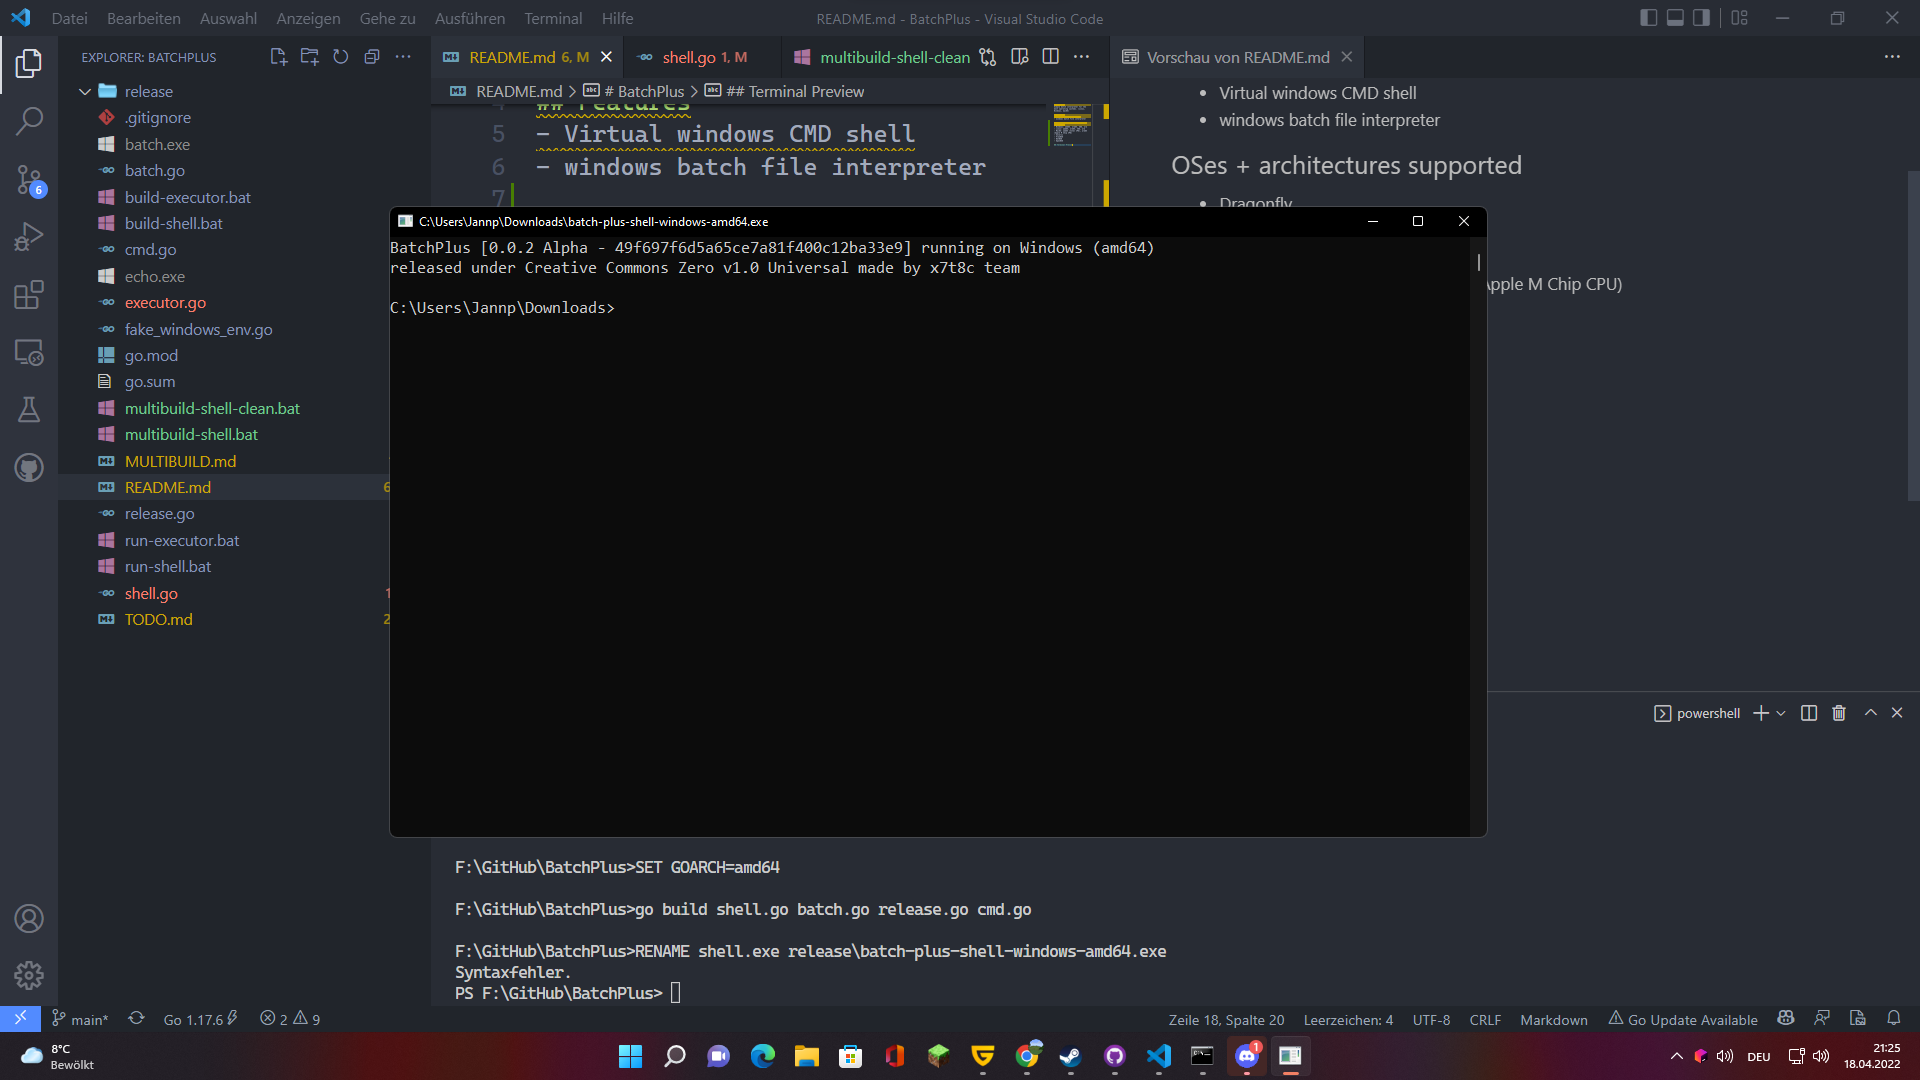 Datei Bearbeiten Auswahl Anzeigen Gehe zu Ausführen Terminal Hilfe
README.md - BatchPlus - Visual Studio Code
EXPLORER: BATCHPLUS
release
.gitignore
batch.exe
batch.go
build-executor.bat
build-shell.bat
cmd.go
echo.exe
executor.go
fake_windows_env.go
go.mod
go.sum
multibuild-shell-clean.bat
multibuild-shell.bat
MULTIBUILD.md
README.md 6
release.go
run-executor.bat
run-shell.bat
shell.go 1
TODO.md 2
6
README.md 6, M
shell.go 1, M
multibuild-shell-clean
README.md > # BatchPlus > ## Terminal Preview
4 ## Features
5 - Virtual windows CMD shell
6 - windows batch file interpreter
7
Vorschau von README.md
• Virtual windows CMD shell
• windows batch file interpreter
OSes + architectures supported
• Dragonfly
Apple M Chip CPU)
C:\Users\Jannp\Downloads\batch-plus-shell-windows-amd64.exe
BatchPlus [0.0.2 Alpha - 49f697f6d5a65ce7a81f400c12ba33e9] running on Windows (amd64)
released under Creative Commons Zero v1.0 Universal made by x7t8c team
C:\Users\Jannp\Downloads>
powershell
F:\GitHub\BatchPlus>SET GOARCH=amd64
F:\GitHub\BatchPlus>go build shell.go batch.go release.go cmd.go
F:\GitHub\BatchPlus>RENAME shell.exe release\batch-plus-shell-windows-amd64.exe
Syntaxfehler.
PS F:\GitHub\BatchPlus>
main* Go 1.17.6 2 9
Zeile 18, Spalte 20 Leerzeichen: 4 UTF-8 CRLF Markdown Go Update Available
8°C
Bewölkt
1
DEU
21:25
18.04.2022